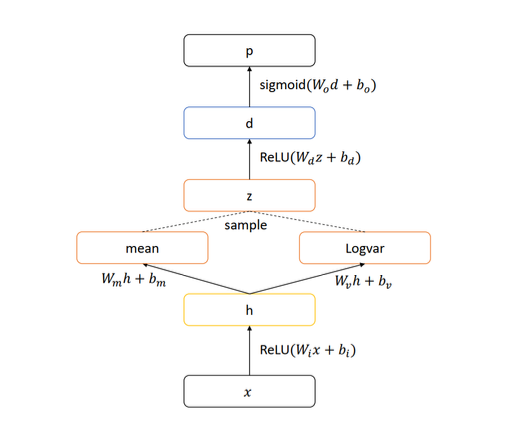 p
sigmoid(W_o d + b_o)
d
ReLU(W_d z + b_d)
z
sample
mean
Logvar
W_m h + b_m
W_v h + b_v
h
ReLU(W_i x + b_i)
x